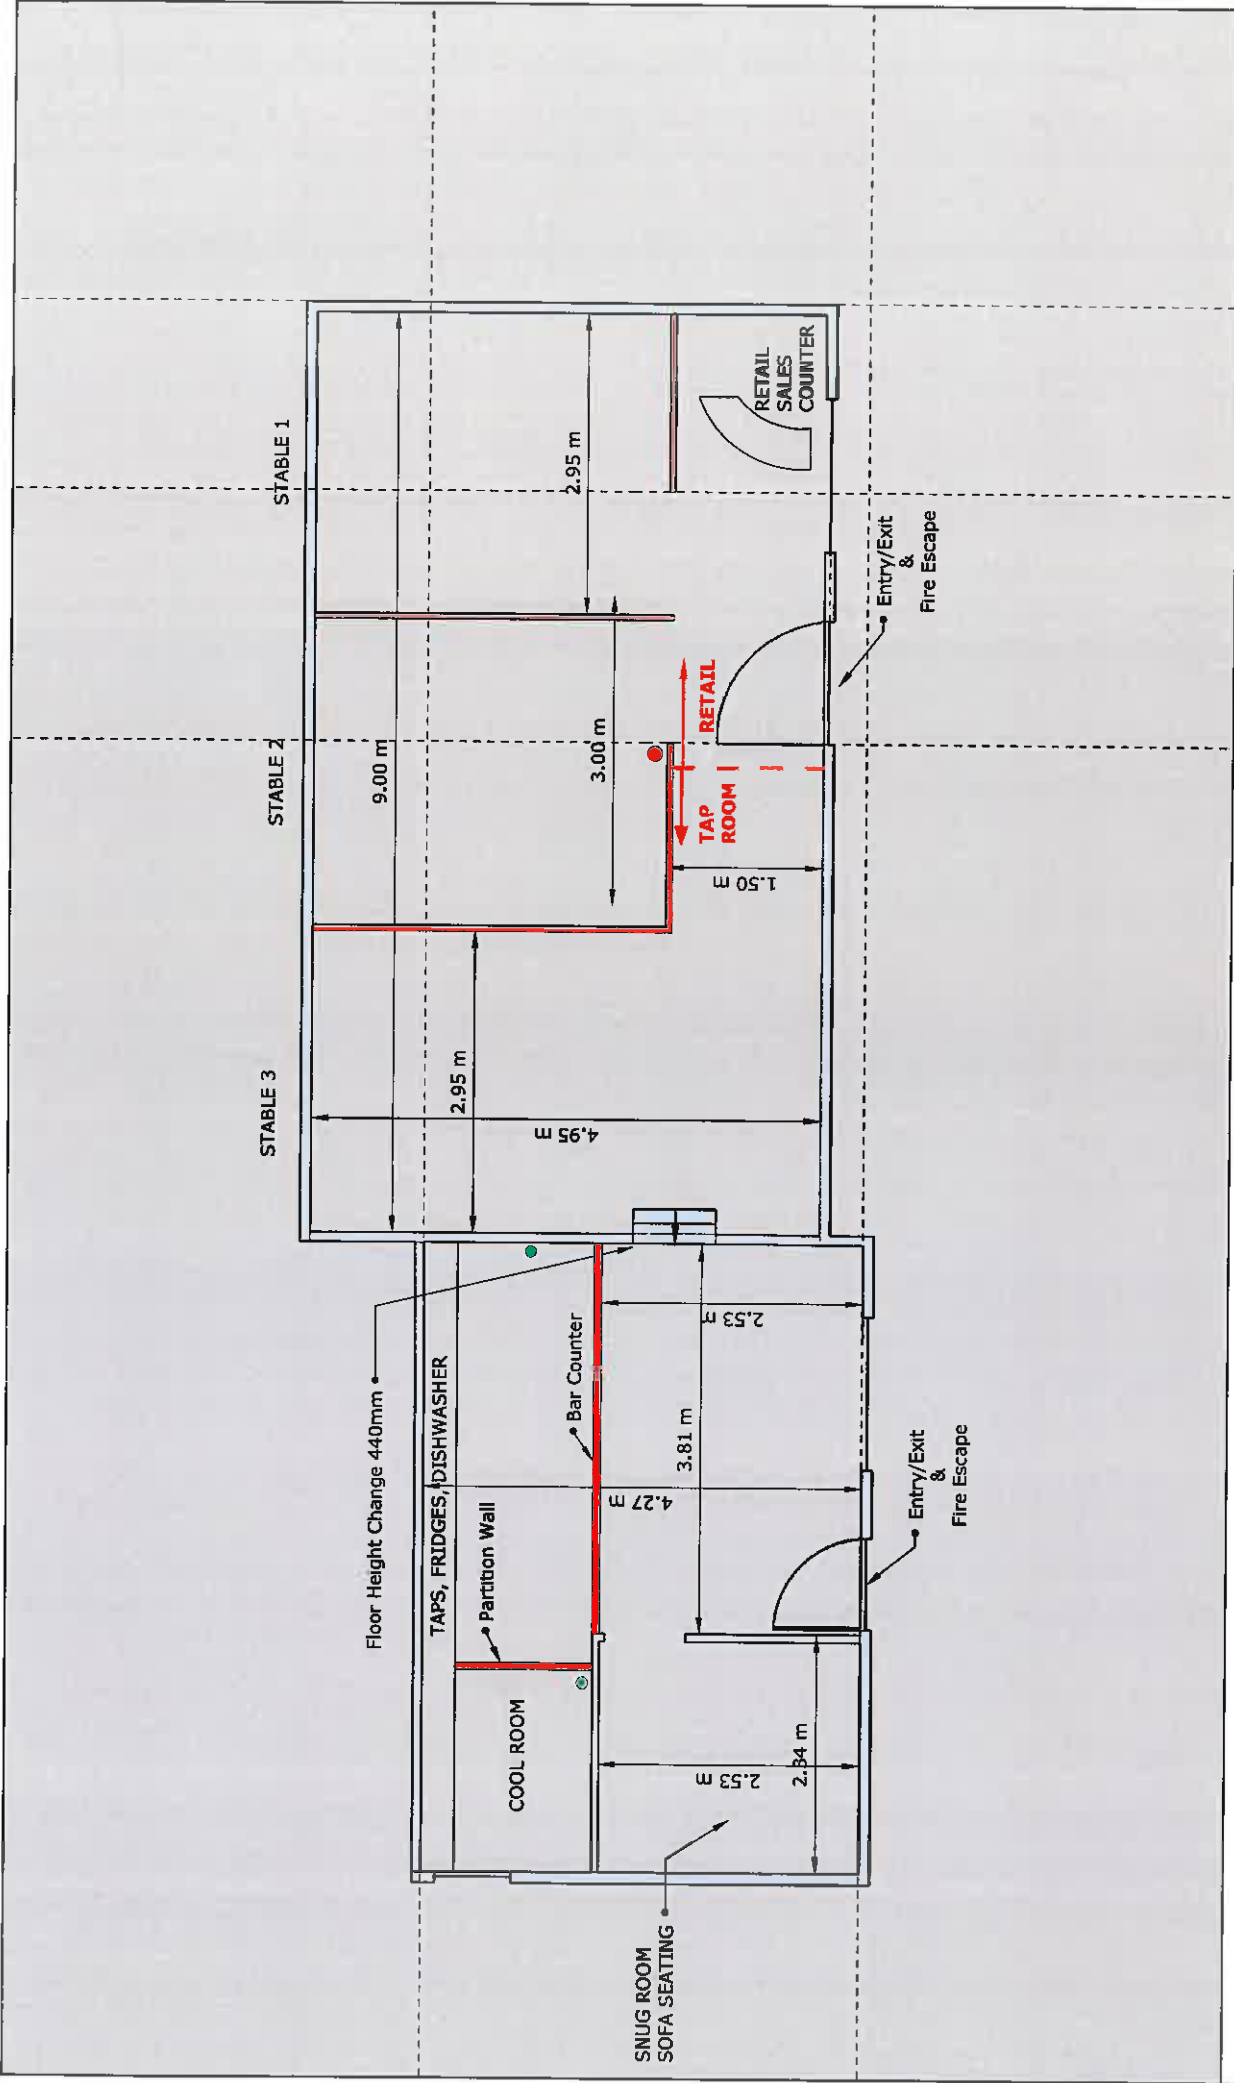 STABLE 3
STABLE 2
STABLE 1
9.00 m
2.95 m
3.00 m
2.95 m
4.95 m
1.50 m
TAP
ROOM
RETAIL
RETAIL
SALES
COUNTER
Entry/Exit
&
Fire Escape
Floor Height Change 440mm
TAPS, FRIDGES, DISHWASHER
Partition Wall
Bar Counter
COOL ROOM
4.27 m
3.81 m
2.53 m
2.53 m
2.34 m
SNUG ROOM
SOFA SEATING
Entry/Exit
&
Fire Escape